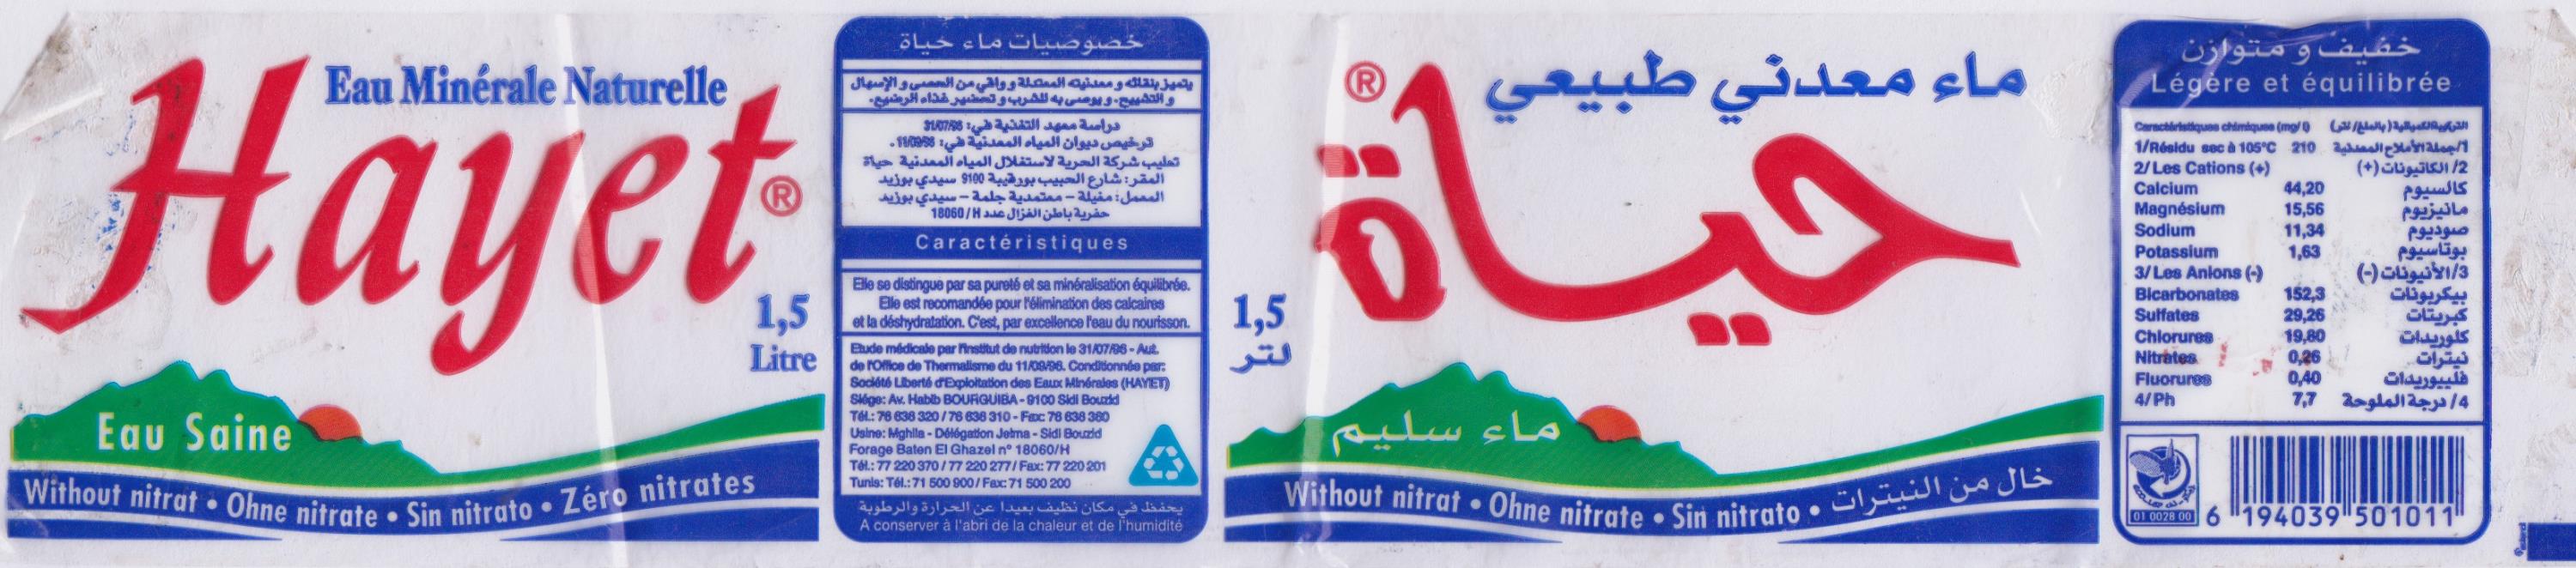 Eau Minérale Naturelle
Hayet®
1,5
Litre
Eau Saine
Without nitrat • Ohne nitrate • Sin nitrato • Zéro nitrates
خصوصيات ماء حياة
يتميز بنقائه و معدنيته المعتدلة و واقي من الحصى و الإسهال
و التشييح. و يوصى به للشرب و تحضير غذاء الرضيع.
دراسة معهد التغذية في: 31/07/96
ترخيص ديوان المياه المعدنية في: 11/09/96.
تعليب شركة الحرية لاستغلال المياه المعدنية حياة
المقر: شارع الحبيب بورقيبة 9100 سيدي بوزيد
المعمل: مغيلة - معتمدية جلمة - سيدي بوزيد
حفرية باطن الغزال عدد 18060/H
Caractéristiques
Elle se distingue par sa pureté et sa minéralisation équilibrée.
Elle est recomandée pour l'élimination des calcaires
et la déshydratation. C'est, par excellence l'eau du nourisson.
Etude médicale par l'institut de nutrition le 31/07/96 - Aut.
de l'Office de Thermalisme du 11/09/96. Conditionnée par:
Société Liberté d'Exploitation des Eaux Minérales (HAYET)
Siége: Av. Habib BOURGUIBA - 9100 Sidi Bouzid
Tél.: 76 636 320 / 76 636 310 - Fax: 76 636 360
Usine: Mghila - Délégation Jelma - Sidi Bouzid
Forage Baten El Ghazel n° 18060/H
Tél.: 77 220 370 / 77 220 277 / Fax: 77 220 201
Tunis: Tél.: 71 500 900 / Fax: 71 500 200
يحفظ في مكان نظيف بعيدا عن الحرارة والرطوبة
A conserver à l'abri de la chaleur et de l'humidité
ماء معدني طبيعي
حياة®
1,5
لتر
ماء سليم
Without nitrat • Ohne nitrate • Sin nitrato • خال من النيترات
خفيف و متوازن
Légère et équilibrée
Caractéristiques chimiques (mg/l) التركيبة الكيميائية (بالملغ/لتر)
1/Résidu sec à 105°C 210 1/جملة الأملاح المعدنية
2/ Les Cations (+) 2/ الكاتيونات (+)
Calcium 44,20 كالسيوم
Magnésium 15,56 مانيزيوم
Sodium 11,34 صوديوم
Potassium 1,63 بوتاسيوم
3/ Les Anions (-) 3/الأنيونات (-)
Bicarbonates 152,3 بيكربونات
Sulfates 29,26 كبريتات
Chlorures 19,80 كلوريدات
Nitrates 0,26 نيترات
Fluorures 0,40 فلييوريدات
4/ Ph 7,7 4/ درجة الملوحة
01 0028 00
6 194039 501011